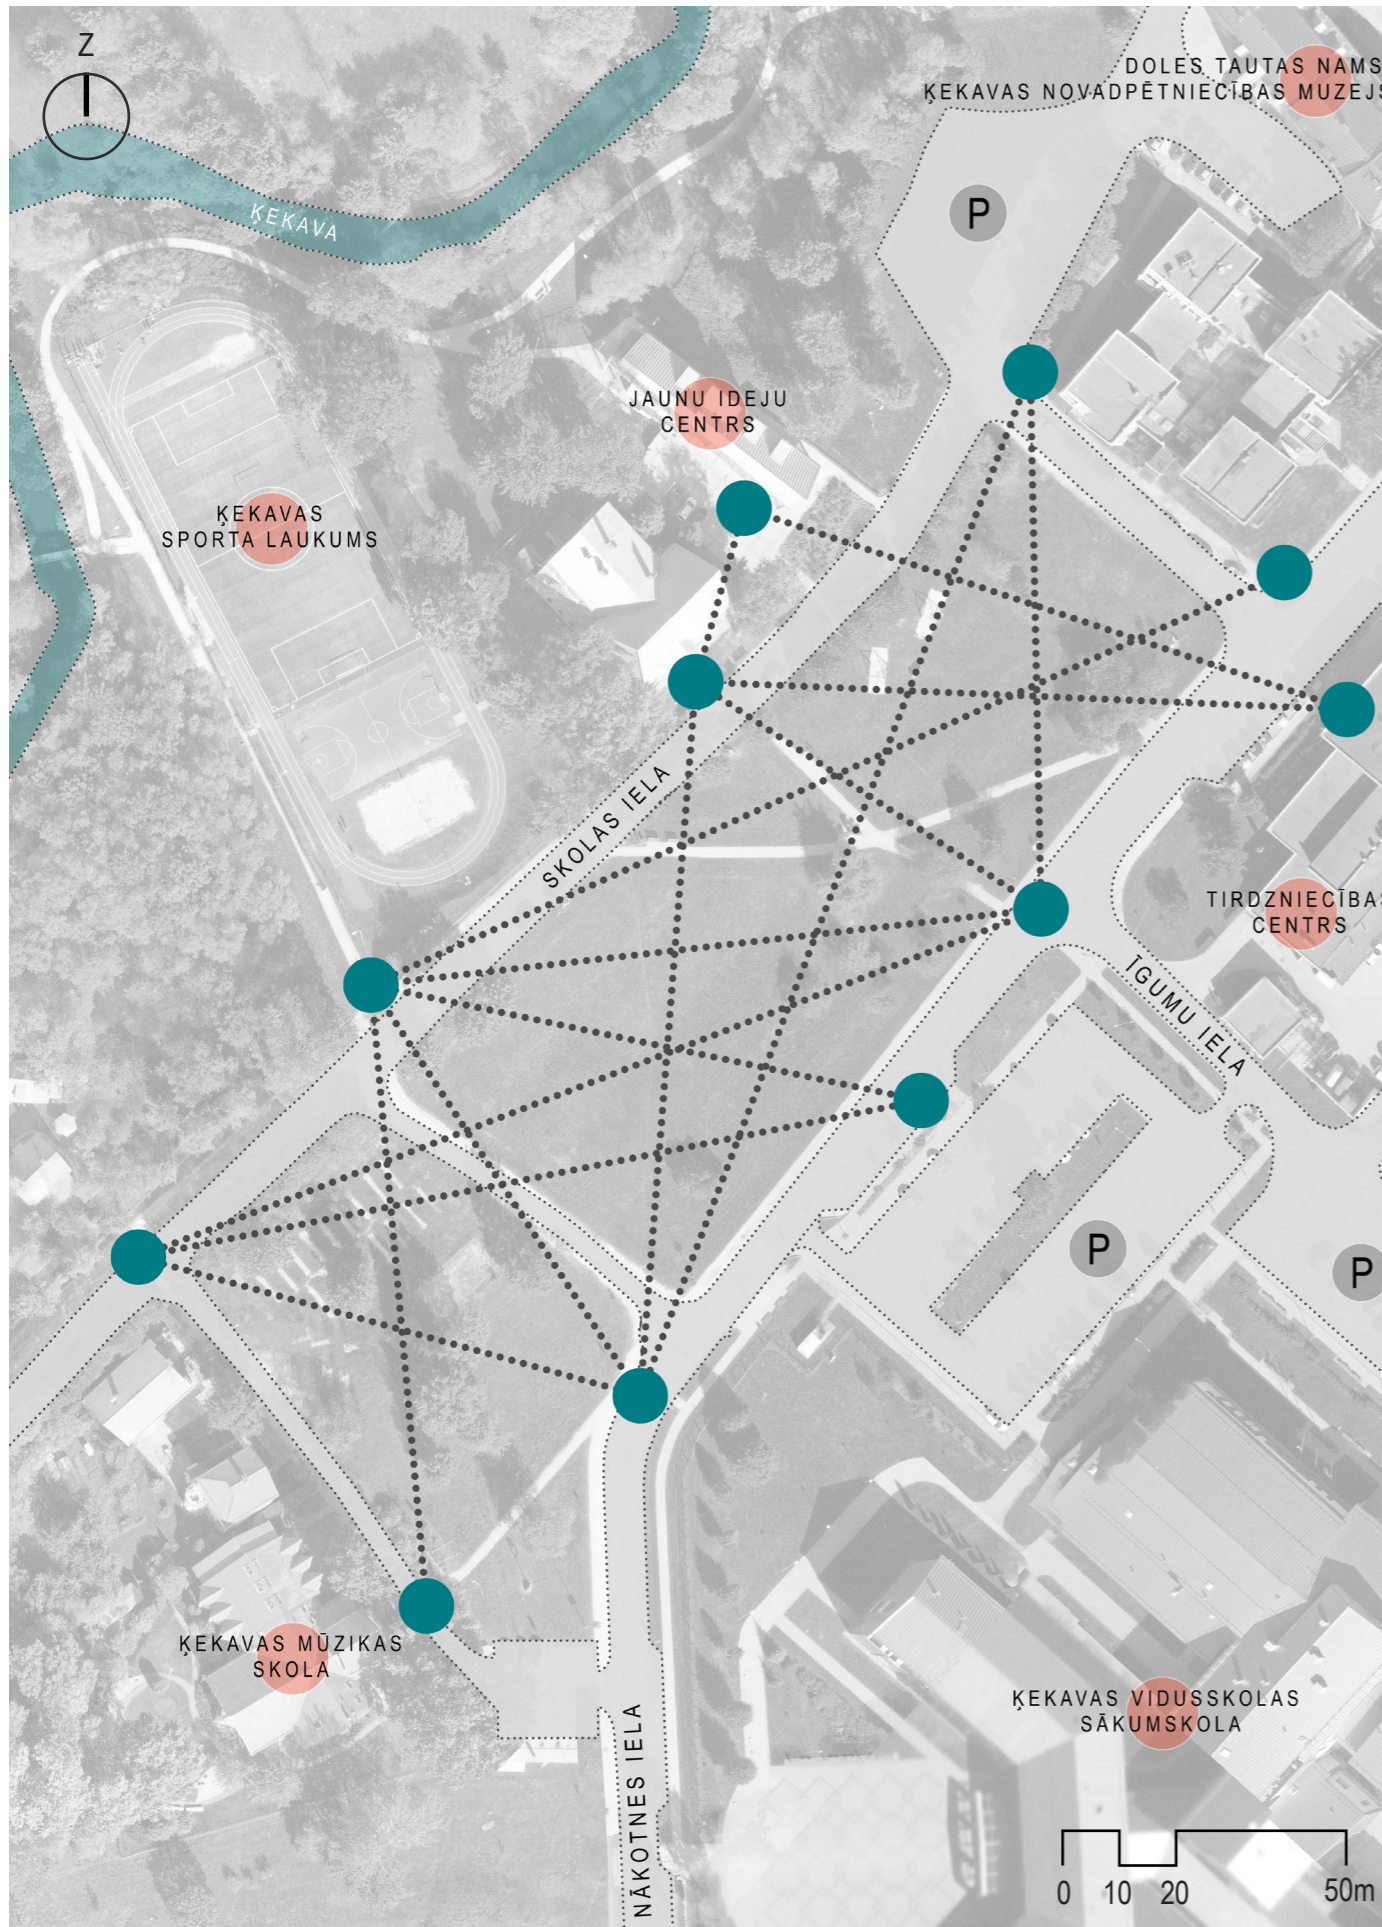 Z
DOLES TAUTAS NAMS
ĶEKAVAS NOVADPĒTNIECĪBAS MUZEJS
ĶEKAVA
P
JAUNU IDEJU
CENTRS
ĶEKAVAS
SPORTA LAUKUMS
SKOLAS IELA
TIRDZNIECĪBAS
CENTRS
ĪGUMU IELA
P
P
ĶEKAVAS MŪZIKAS
SKOLA
ĶEKAVAS VIDUSSKOLAS
SĀKUMSKOLA
NĀKOTNES IELA
0 10 20 50m